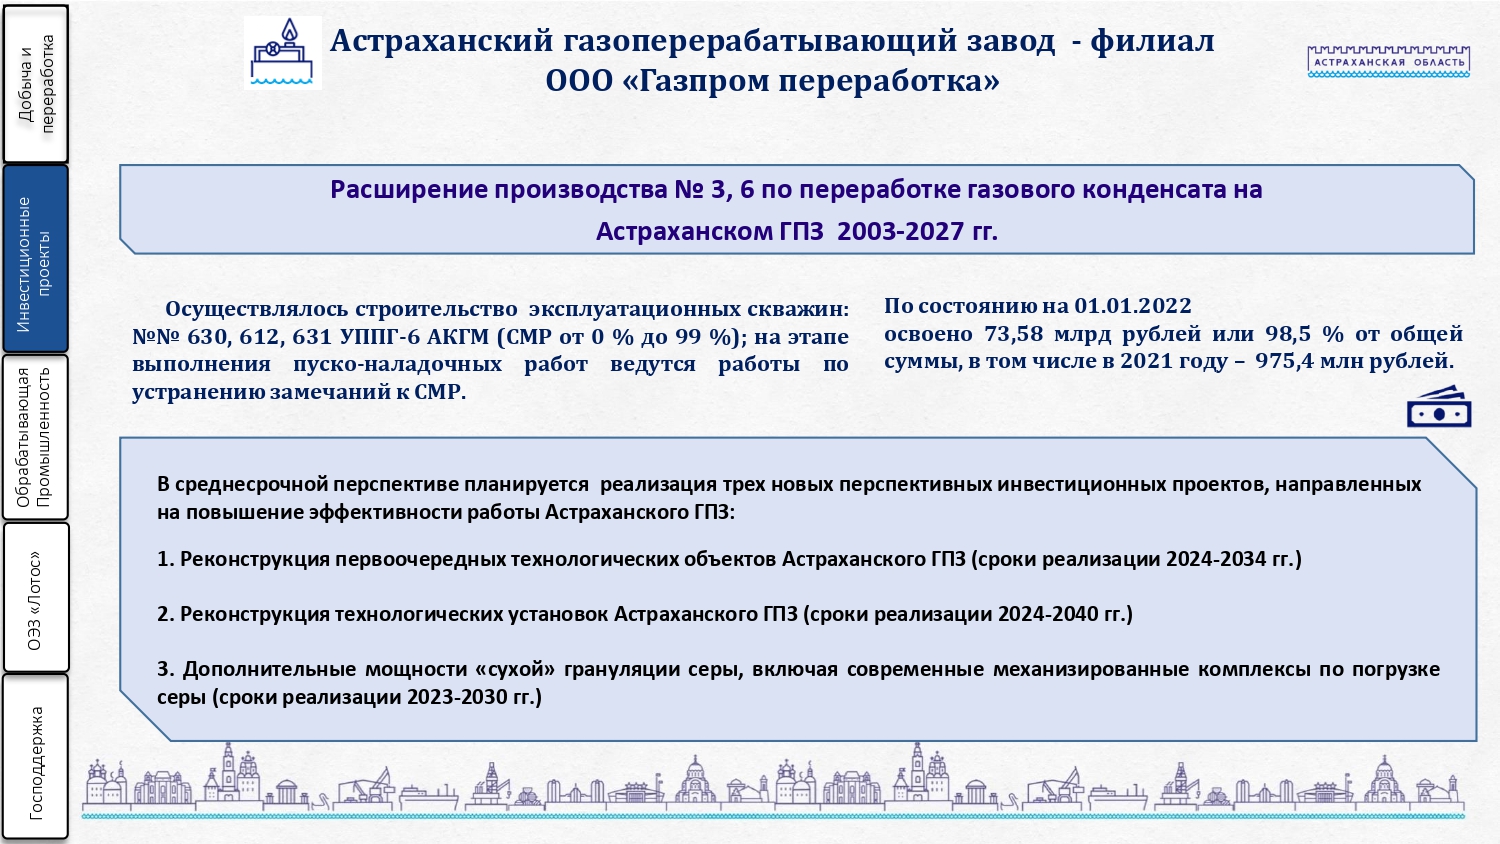 Добыча и
переработка
Инвестиционные
проекты
Обрабатывающая
Промышленность
ОЭЗ «Лотос»
Господдержка
Астраханский газоперерабатывающий завод - филиал
ООО «Газпром переработка»
АСТРАХАНСКАЯ ОБЛАСТЬ
Расширение производства № 3, 6 по переработке газового конденсата на
Астраханском ГПЗ 2003-2027 гг.
Осуществлялось строительство эксплуатационных скважин:
№№ 630, 612, 631 УППГ-6 АКГМ (СМР от 0 % до 99 %); на этапе
выполнения пуско-наладочных работ ведутся работы по
устранению замечаний к СМР.
По состоянию на 01.01.2022
освоено 73,58 млрд рублей или 98,5 % от общей
суммы, в том числе в 2021 году – 975,4 млн рублей.
В среднесрочной перспективе планируется реализация трех новых перспективных инвестиционных проектов, направленных
на повышение эффективности работы Астраханского ГПЗ:
1. Реконструкция первоочередных технологических объектов Астраханского ГПЗ (сроки реализации 2024-2034 гг.)
2. Реконструкция технологических установок Астраханского ГПЗ (сроки реализации 2024-2040 гг.)
3. Дополнительные мощности «сухой» грануляции серы, включая современные механизированные комплексы по погрузке
серы (сроки реализации 2023-2030 гг.)